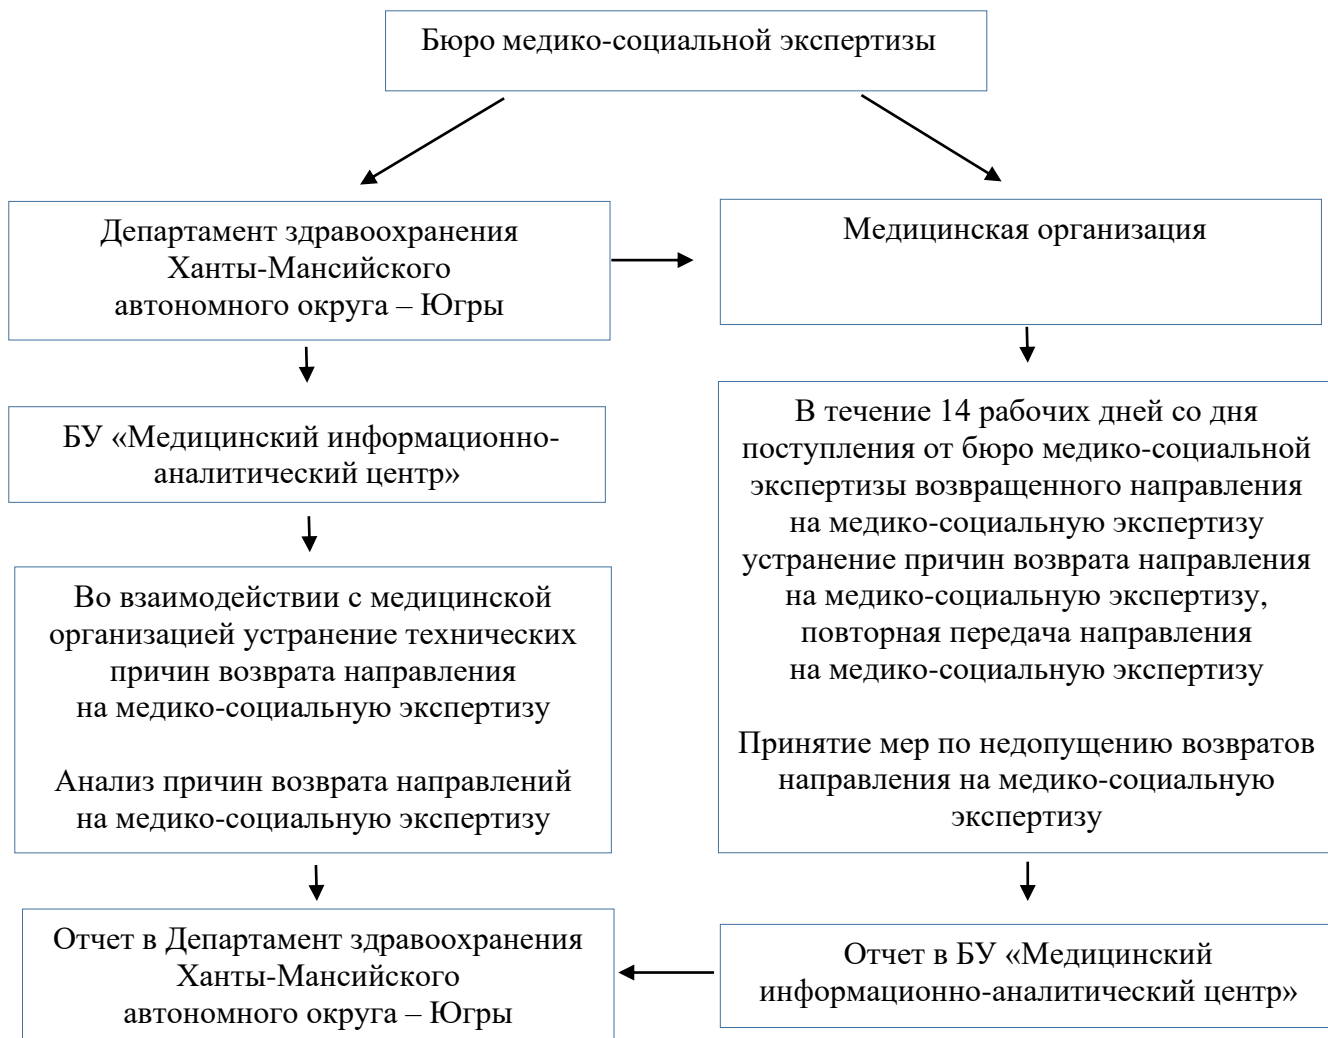 Бюро медико-социальной экспертизы
Департамент здравоохранения
Ханты-Мансийского
автономного округа – Югры
Медицинская организация
БУ «Медицинский информационно-
аналитический центр»
В течение 14 рабочих дней со дня
поступления от бюро медико-социальной
экспертизы возвращенного направления
на медико-социальную экспертизу
устранение причин возврата направления
на медико-социальную экспертизу,
повторная передача направления
на медико-социальную экспертизу
Принятие мер по недопущению возвратов
направления на медико-социальную
экспертизу
Во взаимодействии с медицинской
организацией устранение технических
причин возврата направления
на медико-социальную экспертизу
Анализ причин возврата направлений
на медико-социальную экспертизу
Отчет в Департамент здравоохранения
Ханты-Мансийского
автономного округа – Югры
Отчет в БУ «Медицинский
информационно-аналитический центр»